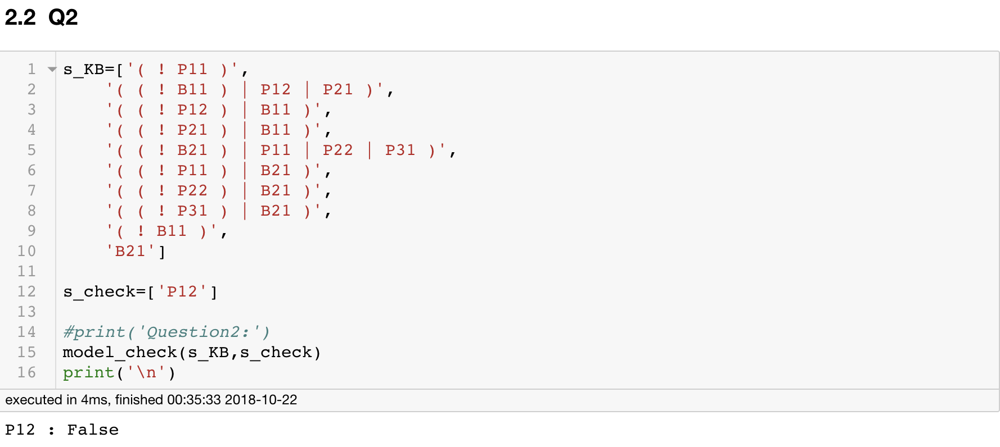 2.2 Q2
1 s_KB=['( ! P11 )',
2 '( ( ! B11 ) | P12 | P21 )',
3 '( ( ! P12 ) | B11 )',
4 '( ( ! P21 ) | B11 )',
5 '( ( ! B21 ) | P11 | P22 | P31 )',
6 '( ( ! P11 ) | B21 )',
7 '( ( ! P22 ) | B21 )',
8 '( ( ! P31 ) | B21 )',
9 '( ! B11 )',
10 'B21']
11
12 s_check=['P12']
13
14 #print('Question2:')
15 model_check(s_KB,s_check)
16 print('\n')
executed in 4ms, finished 00:35:33 2018-10-22
P12 : False